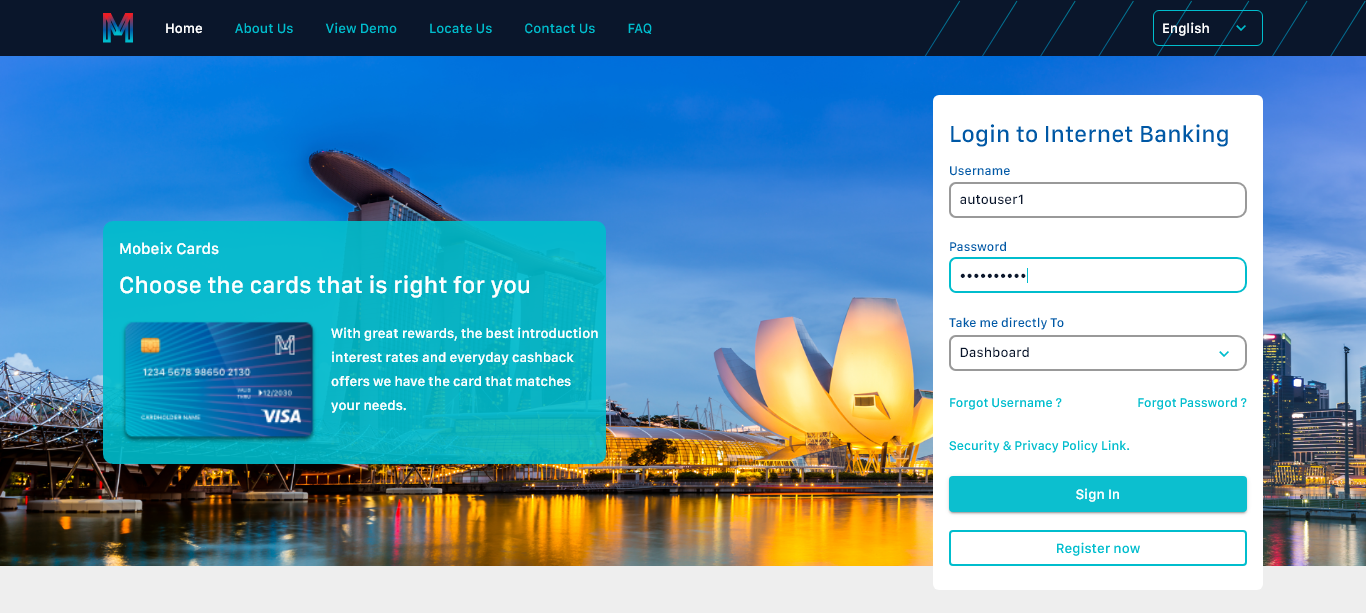 Home About Us View Demo Locate Us Contact Us FAQ English
Login to Internet Banking
Username
autouser1
Password
••••••••••
Take me directly To
Dashboard
Forgot Username ? Forgot Password ?
Security & Privacy Policy Link.
Sign In
Register now
Mobeix Cards
Choose the cards that is right for you
With great rewards, the best introduction
interest rates and everyday cashback
offers we have the card that matches
your needs.
1234 5678 98650 2130
VALID
THRU 12/2030
CARDHOLDER NAME
VISA